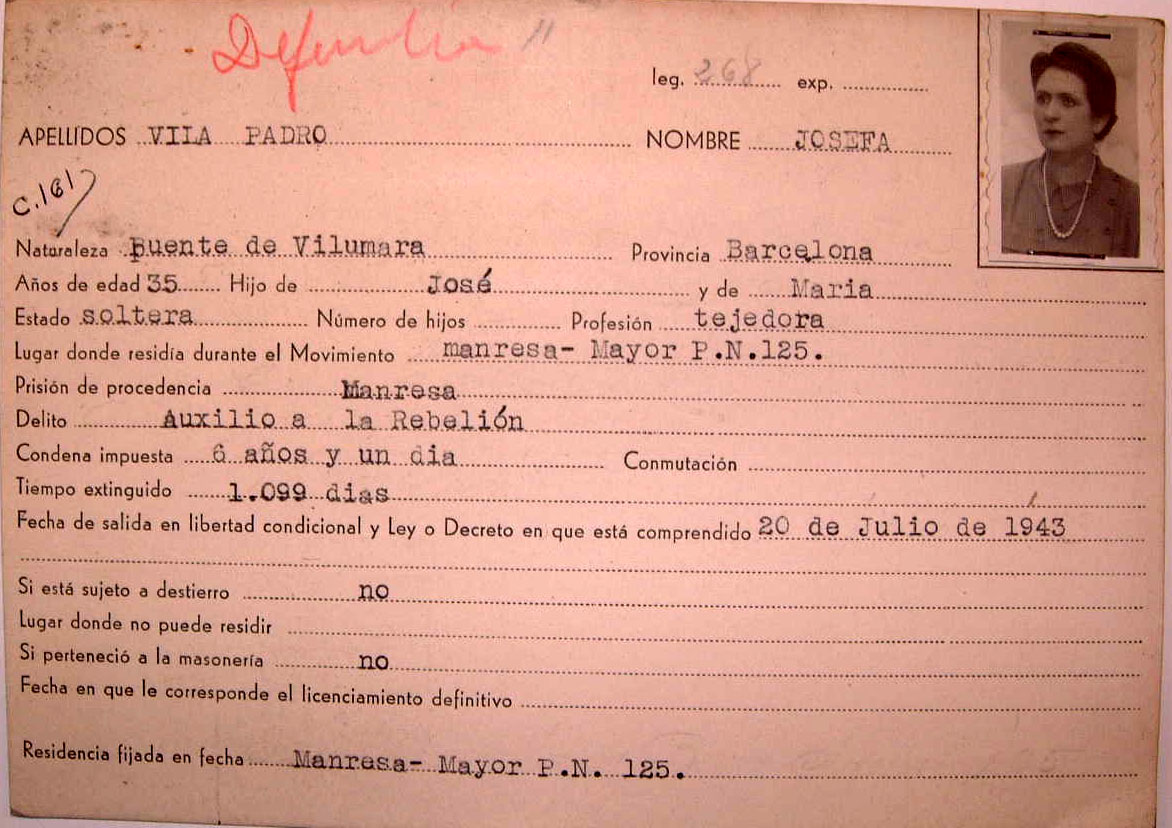 leg. 268 exp.
APELLIDOS VILA PADRO NOMBRE JOSEFA
C.161
Naturaleza puente de Vilumara Provincia Barcelona
Años de edad 35 Hijo de José y de Maria
Estado soltera Número de hijos Profesión tejedora
Lugar donde residía durante el Movimiento manresa- Mayor P.N.125.
Prisión de procedencia Manresa
Delito Auxilio a la Rebelión
Condena impuesta 6 años y un dia Conmutación
Tiempo extinguido 1.099 dias
Fecha de salida en libertad condicional y Ley o Decreto en que está comprendido 20 de Julio de 1943
Si está sujeto a destierro no
Lugar donde no puede residir
Si perteneció a la masonería no
Fecha en que le corresponde el licenciamiento definitivo
Residencia fijada en fecha Manresa- Mayor P.N. 125.